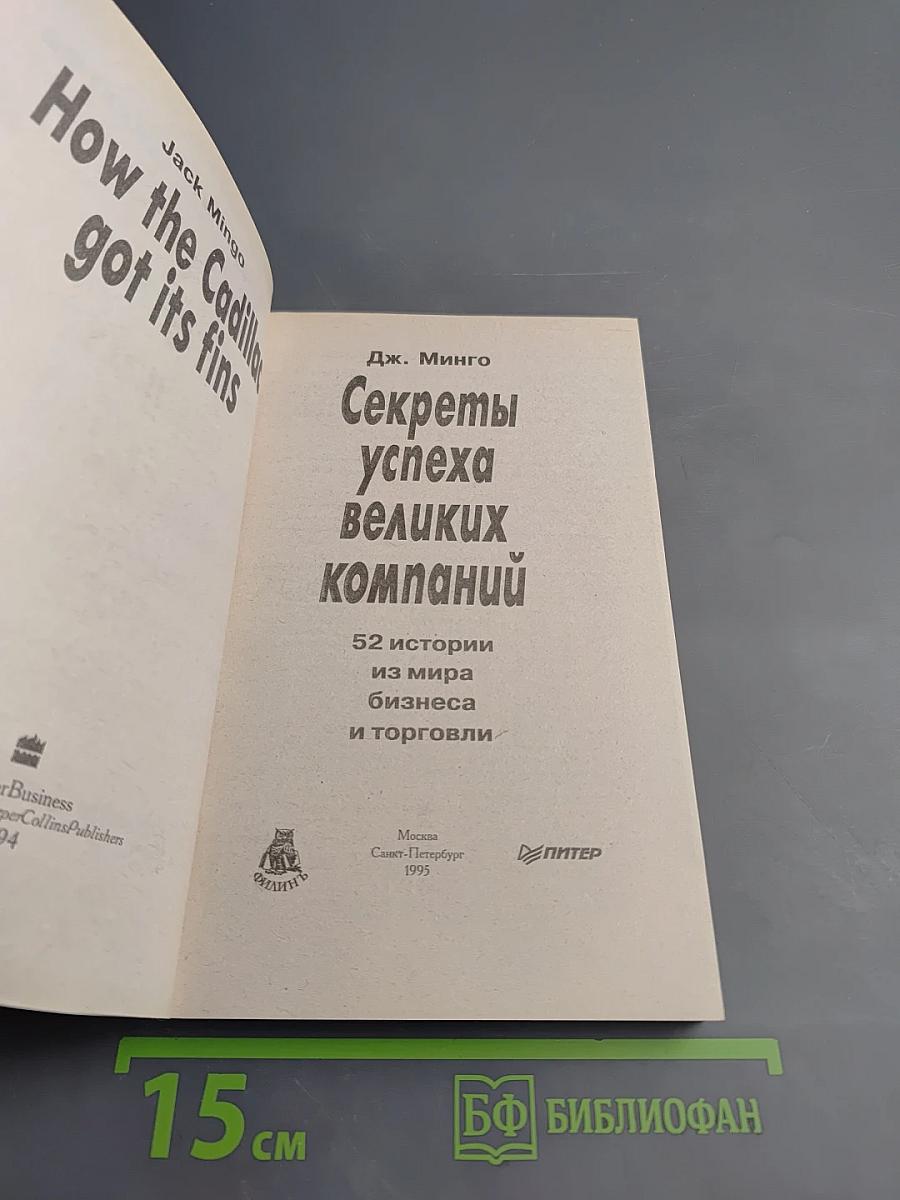 Jack Mingo
How the Cadillac
got its fins
erBusiness
perCollinsPublishers
94
Дж. Минго
Секреты
успеха
великих
компаний
52 истории
из мира
бизнеса
и торговли
ФИЛИНЪ
Москва
Санкт-Петербург
1995
ПИТЕР
15 см
БФ БИБЛИОФАН